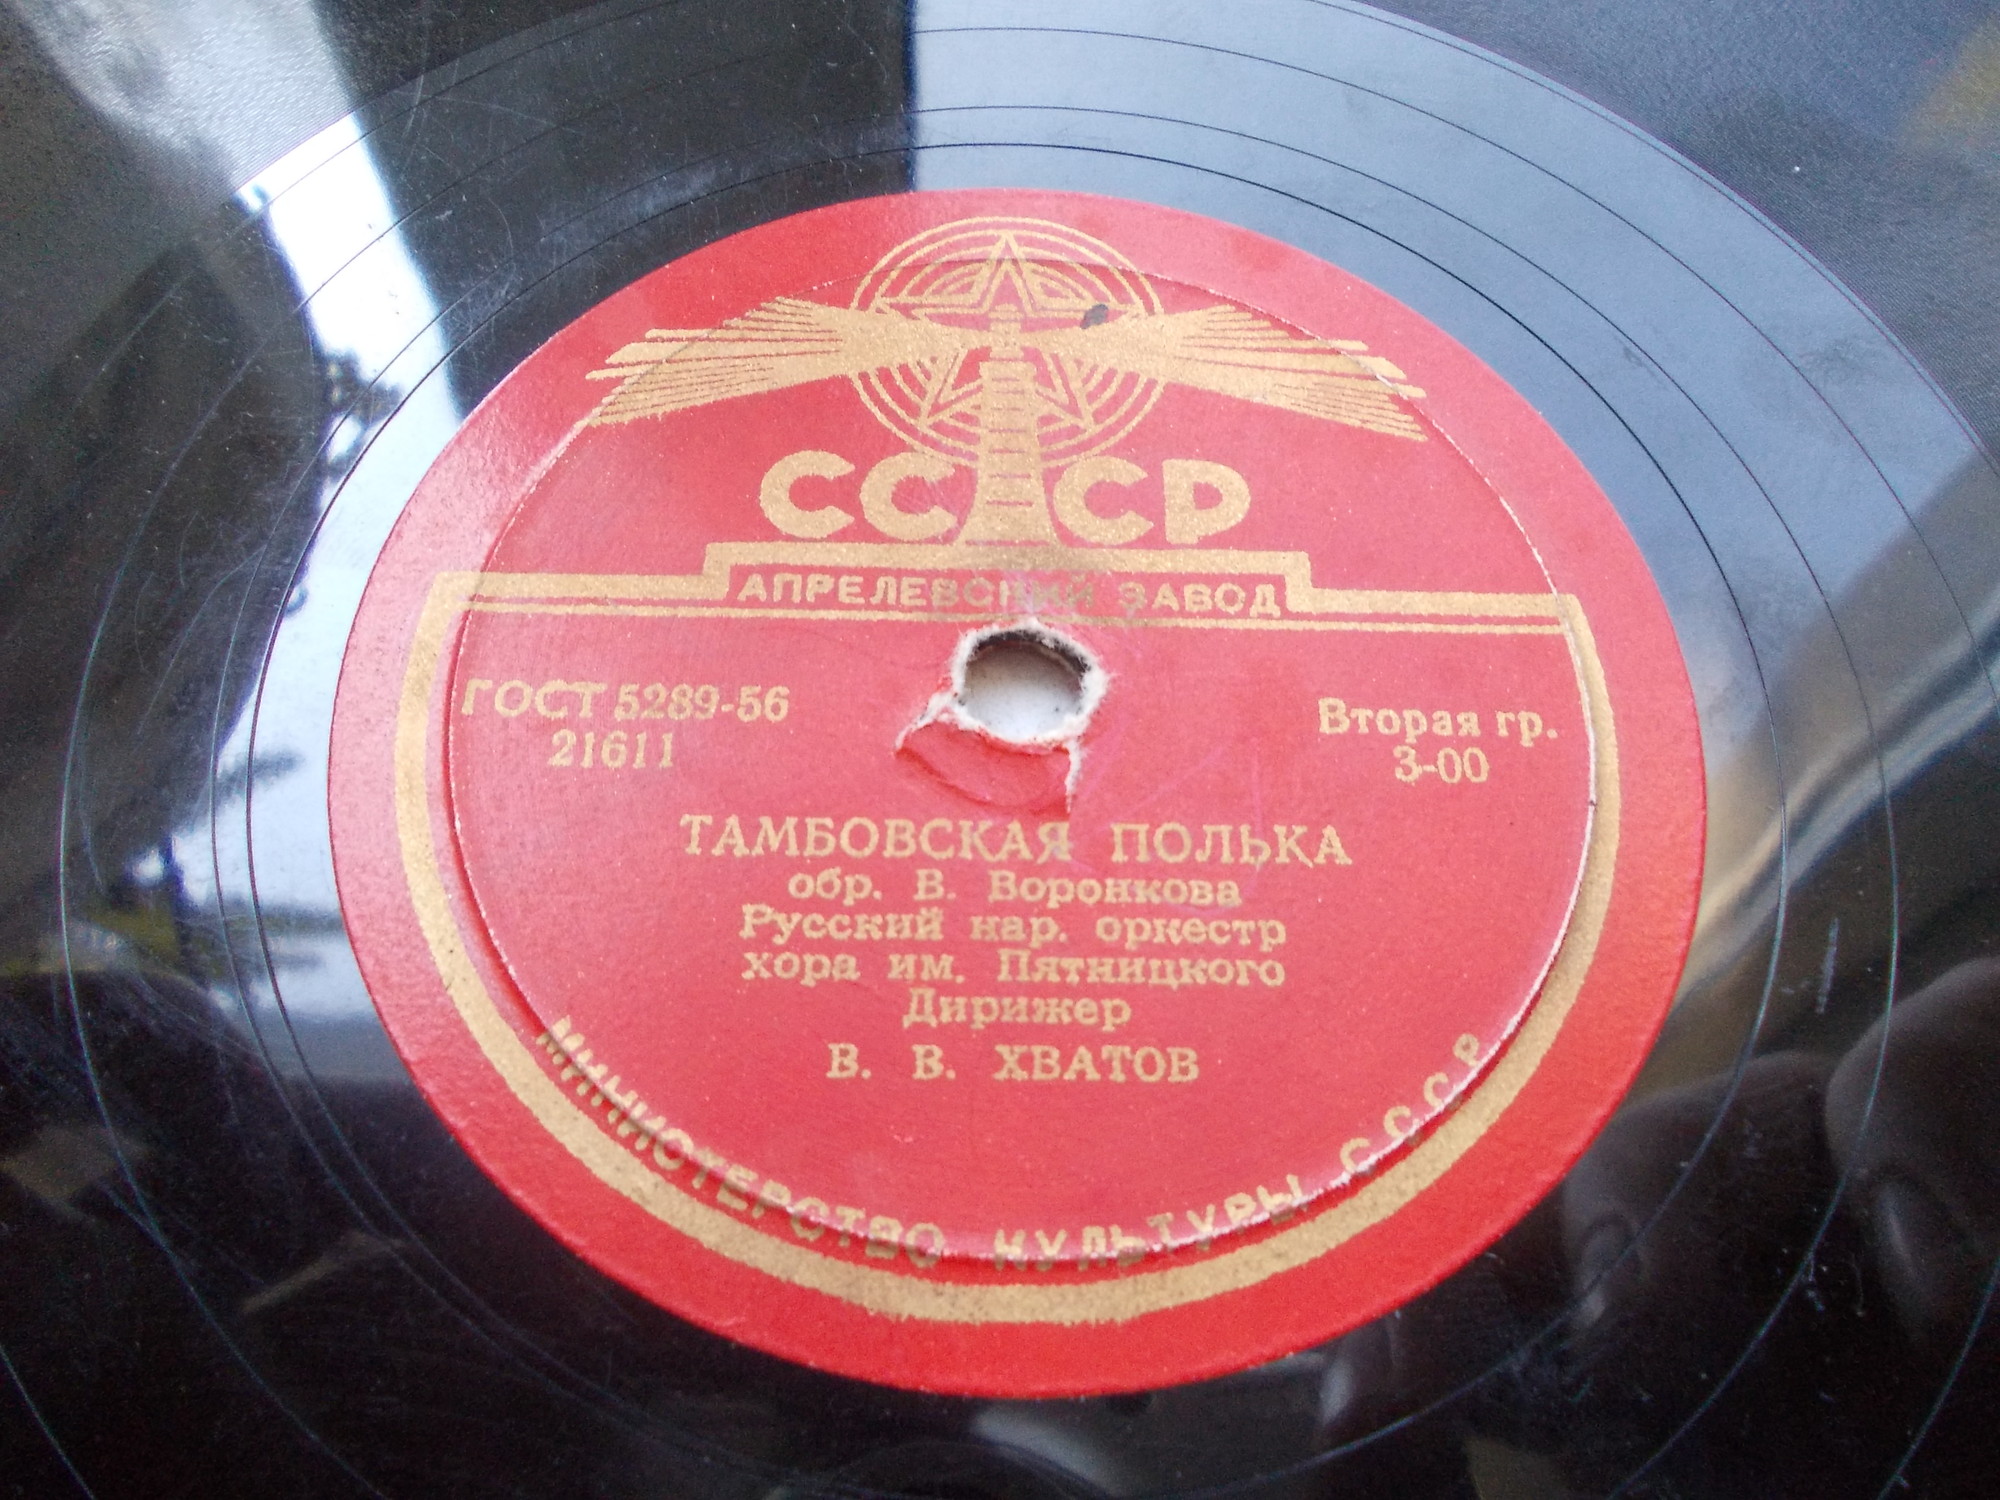 СССР
АПРЕЛЕВСКИЙ ЗАВОД
ГОСТ 5289-56
21611
Вторая гр.
3-00
ТАМБОВСКАЯ ПОЛЬКА
обр. В. Воронкова
Русский нар. оркестр
хора им. Пятницкого
Дирижер
В. В. ХВАТОВ
МИНИСТЕРСТВО КУЛЬТУРЫ СССР